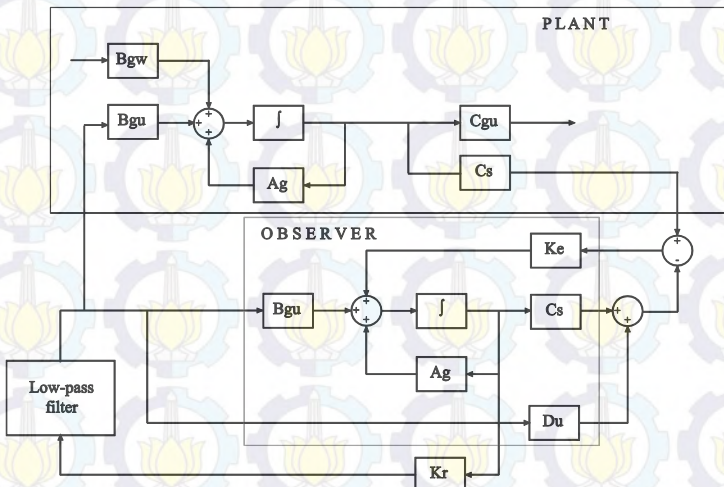 PLANT
Bgw
Bgu
+
+
+
∫
Cgu
Ag
Cs
OBSERVER
Ke
+
-
Bgu
+
+
+
∫
Cs
+
+
Low-pass
filter
Ag
Du
Kr